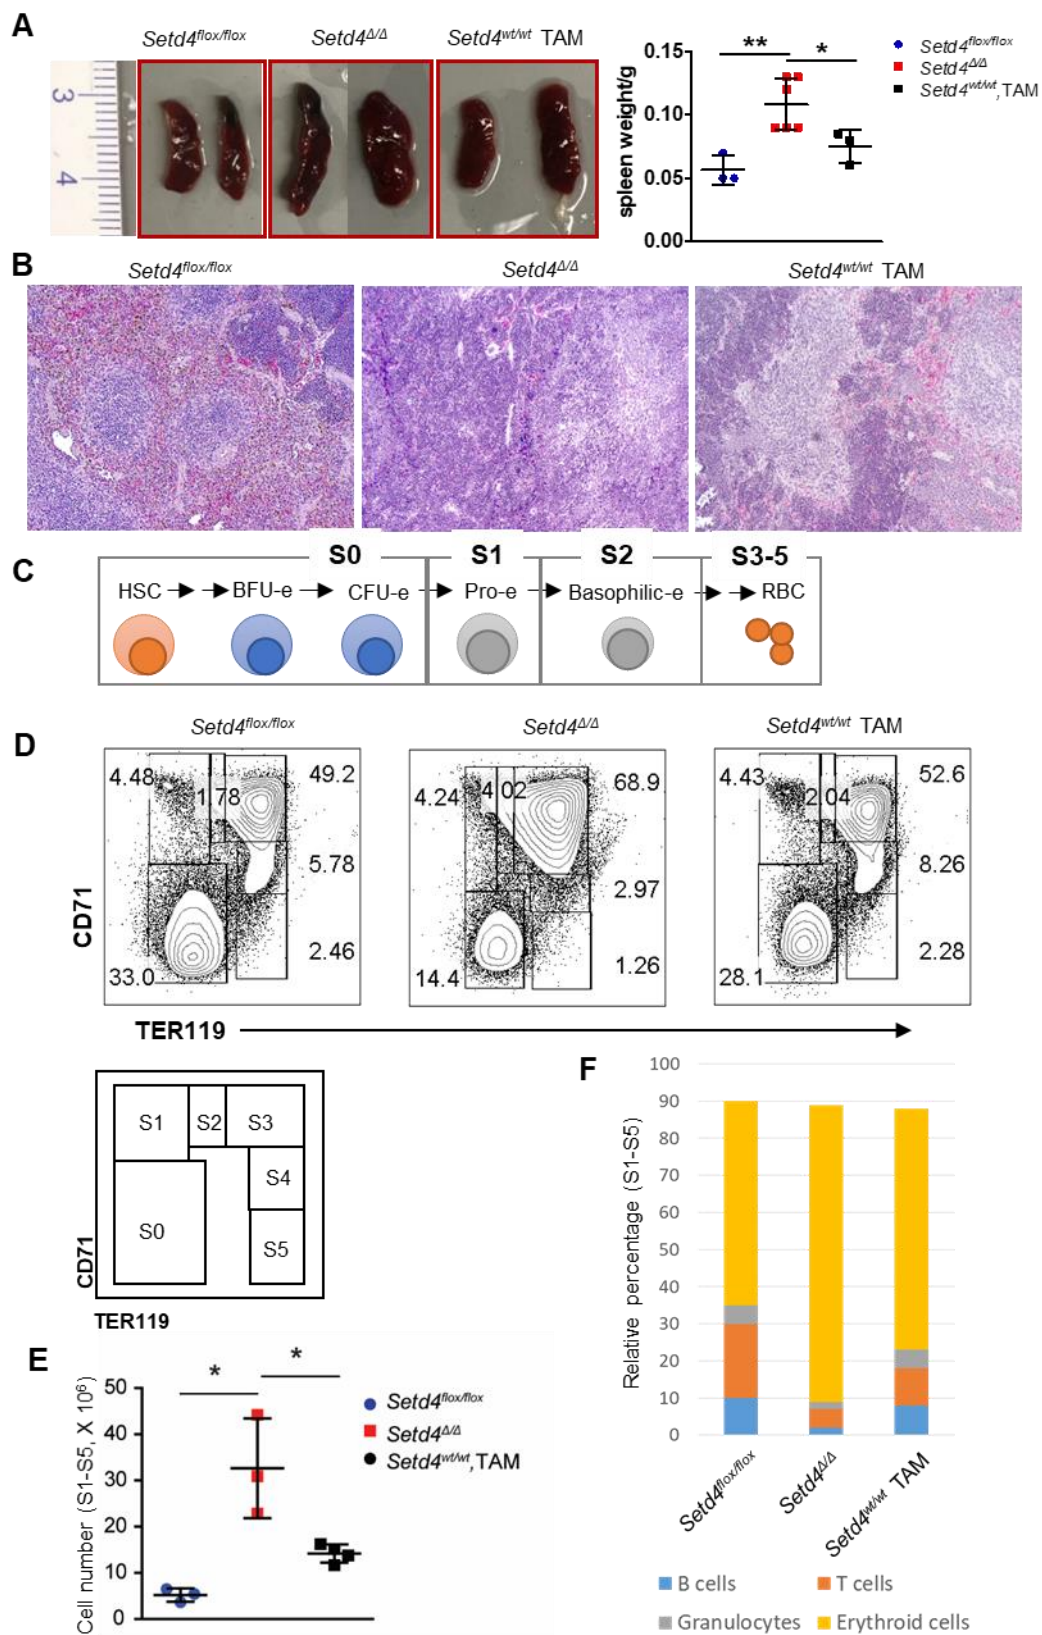 A
Setd4flox/flox
Setd4Δ/Δ
Setd4wt/wt TAM
3
4
spleen weight/g
0.15
0.10
0.05
0.00
**
*
Setd4flox/flox
Setd4Δ/Δ
Setd4wt/wt,TAM
B
Setd4flox/flox
Setd4Δ/Δ
Setd4wt/wt TAM
C
S0
S1
S2
S3-5
HSC
BFU-e
CFU-e
Pro-e
Basophilic-e
RBC
D
Setd4flox/flox
Setd4Δ/Δ
Setd4wt/wt TAM
CD71
4.48
1.78
49.2
5.78
2.46
33.0
4.24
4.02
68.9
2.97
1.26
14.4
4.43
2.04
52.6
8.26
2.28
28.1
TER119
S1
S2
S3
S4
S0
S5
CD71
TER119
E
Cell number (S1-S5, X 10⁶)
50
40
30
20
10
0
*
*
Setd4flox/flox
Setd4Δ/Δ
Setd4wt/wt,TAM
F
Relative percentage (S1-S5)
100
90
80
70
60
50
40
30
20
10
0
Setd4flox/flox
Setd4Δ/Δ
Setd4wt/wt TAM
B cells
T cells
Granulocytes
Erythroid cells